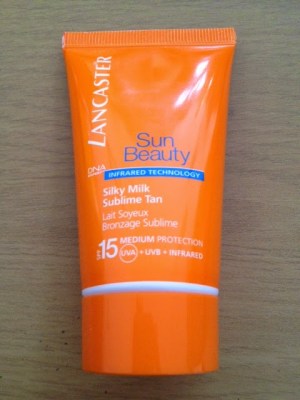 LANCASTER
Sun
Beauty
DNA
INFRARED TECHNOLOGY
Silky Milk
Sublime Tan
Lait Soyeux
Bronzage Sublime
SPF 15 MEDIUM PROTECTION
UVA + UVB + INFRARED